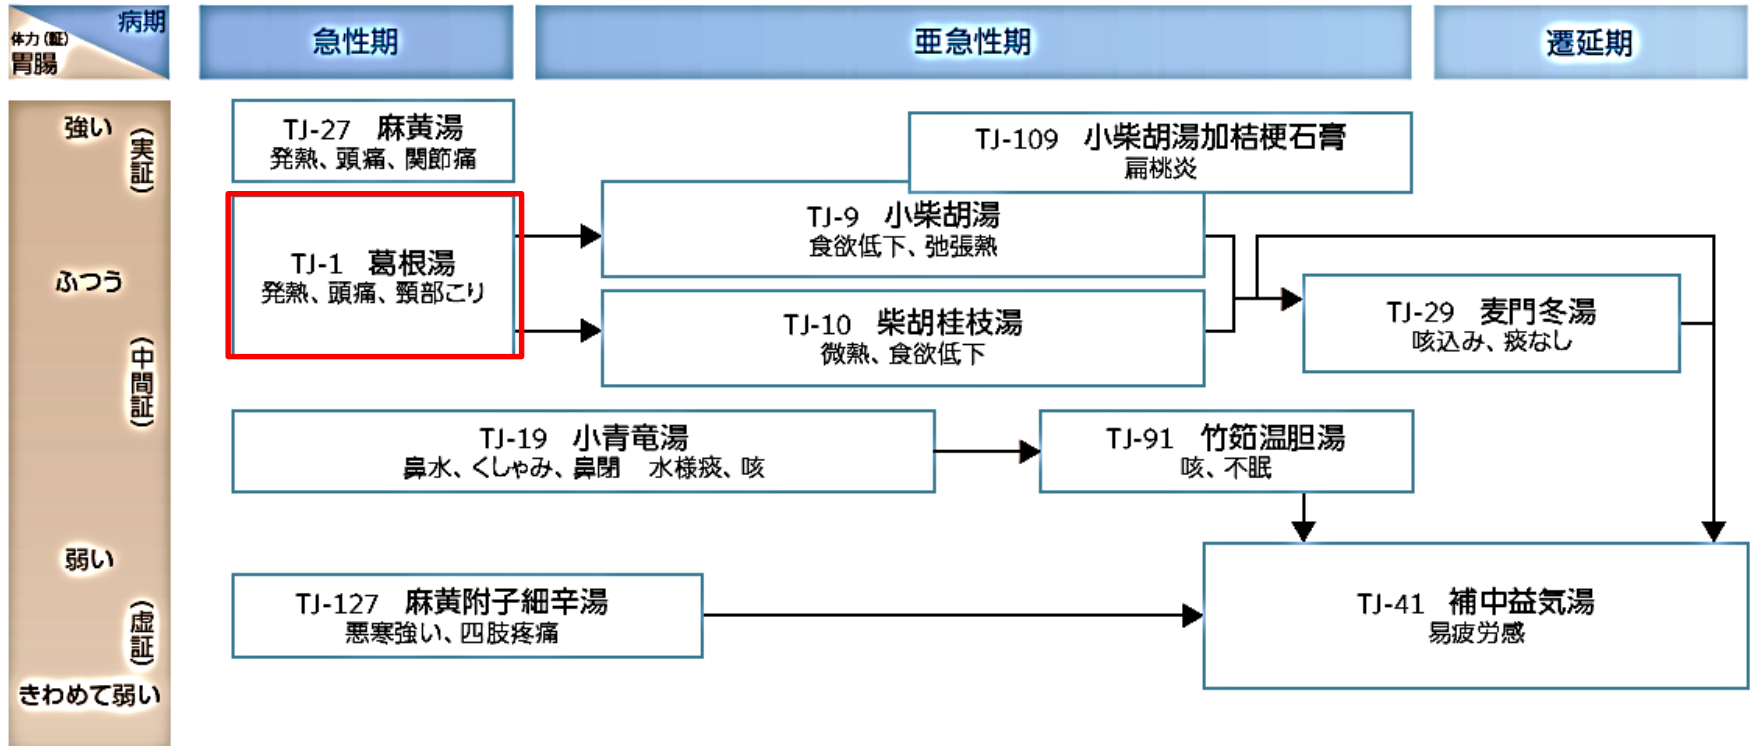 病期
体力(証)
胃腸
急性期
亜急性期
遷延期
強い
(実証)
ふつう
(中間証)
弱い
(虚証)
きわめて弱い
TJ-27 麻黄湯
発熱、頭痛、関節痛
TJ-109 小柴胡湯加桔梗石膏
扁桃炎
TJ-1 葛根湯
発熱、頭痛、頸部こり
TJ-9 小柴胡湯
食欲低下、弛張熱
TJ-10 柴胡桂枝湯
微熱、食欲低下
TJ-29 麦門冬湯
咳込み、痰なし
TJ-19 小青竜湯
鼻水、くしゃみ、鼻閉 水様痰、咳
TJ-91 竹筎温胆湯
咳、不眠
TJ-127 麻黄附子細辛湯
悪寒強い、四肢疼痛
TJ-41 補中益気湯
易疲労感